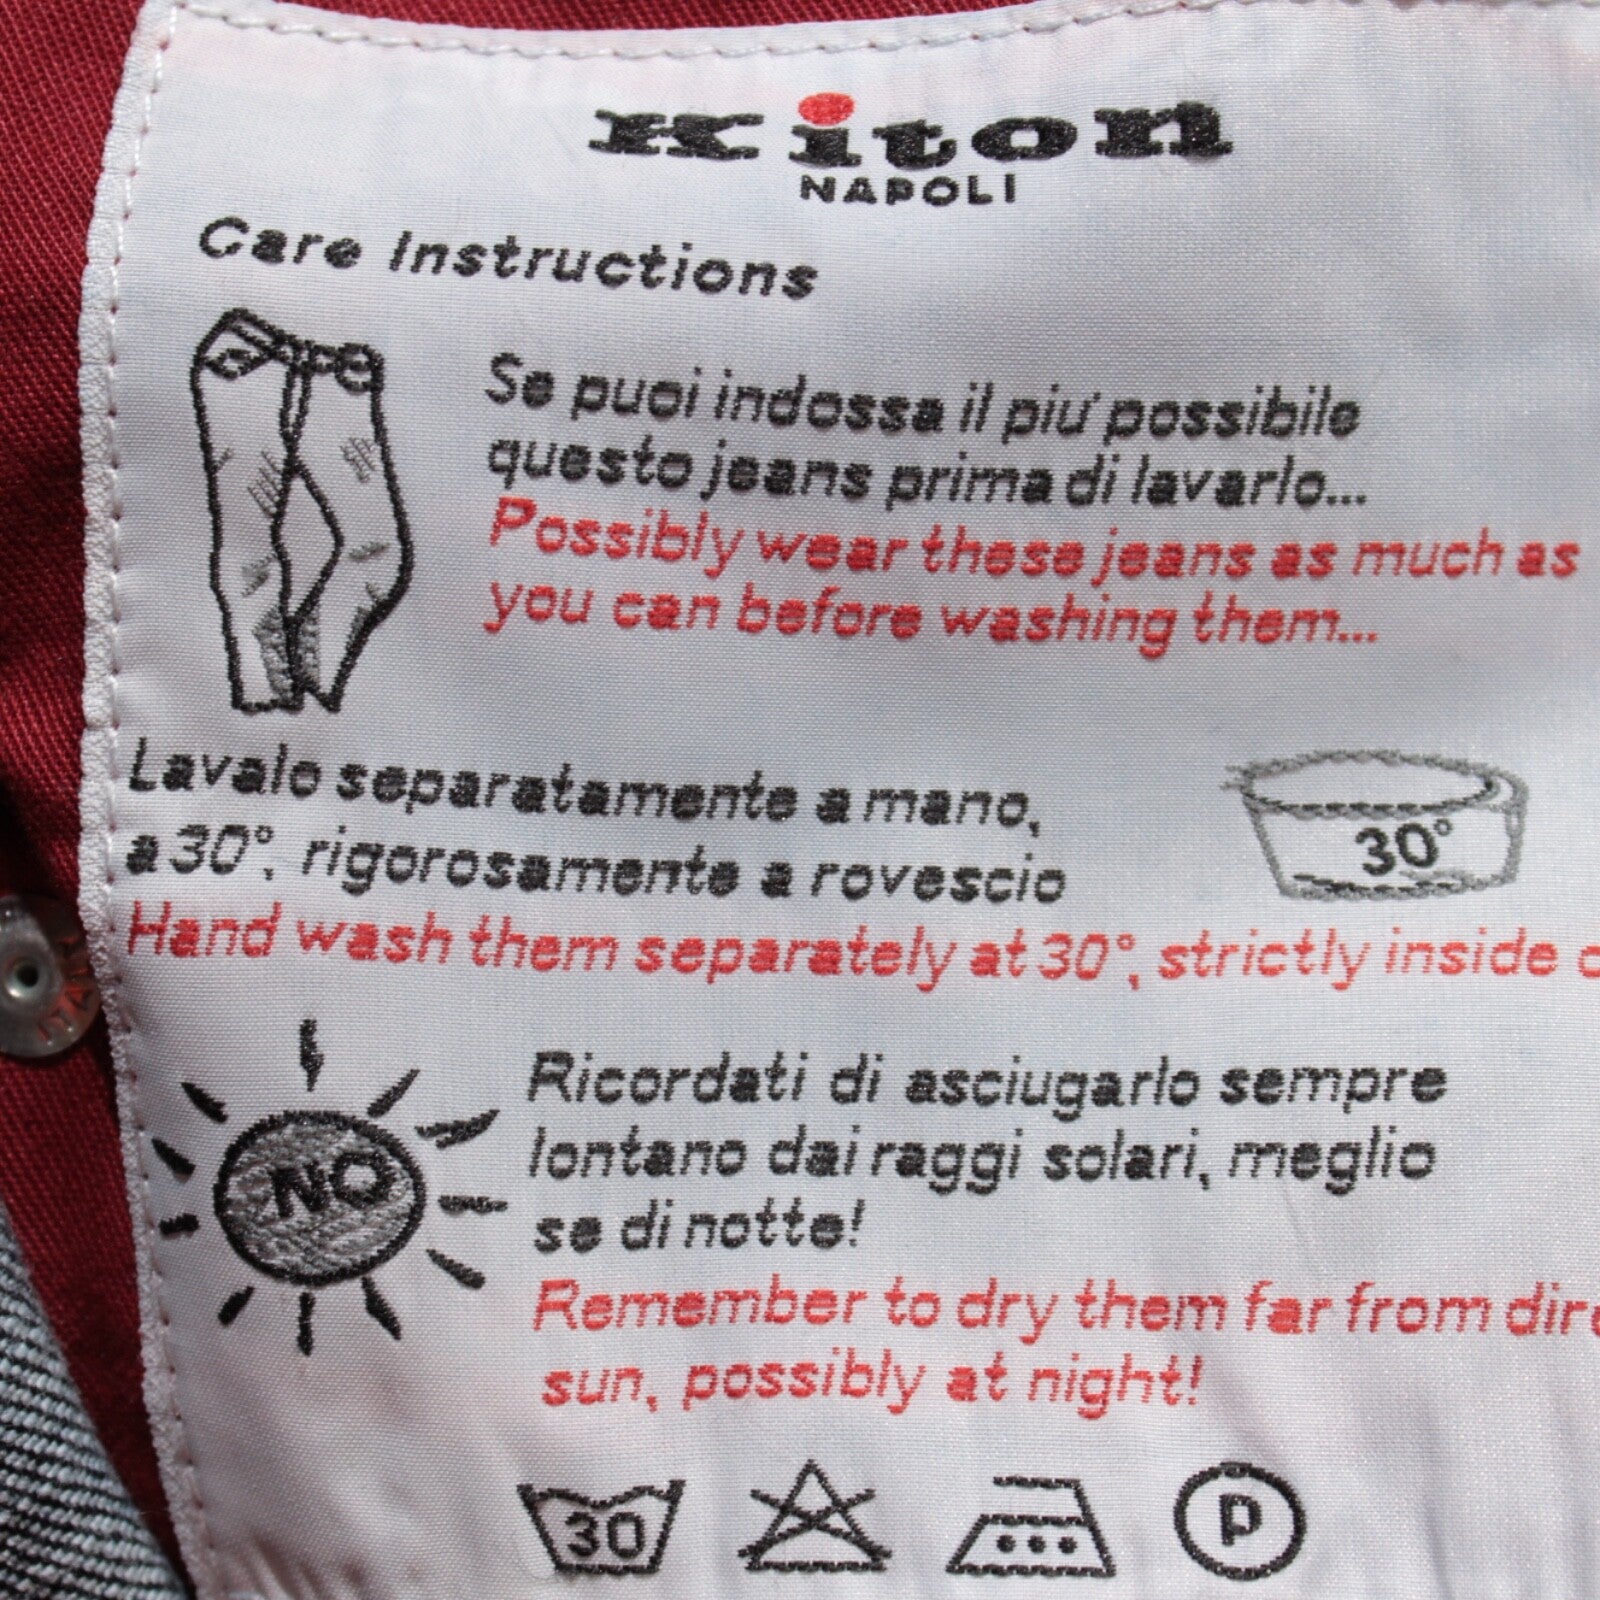 Kiton
NAPOLI
Care Instructions
Se puoi indossa il piu' possibile
questo jeans prima di lavarlo...
Possibly wear these jeans as much as
you can before washing them...
Lavalo separatamente a mano,
a 30°, rigorosamente a rovescio
30°
Hand wash them separately at 30°, strictly inside
NO
Ricordati di asciugarlo sempre
lontano dai raggi solari, meglio
se di notte!
Remember to dry them far from dire
sun, possibly at night!
30
P